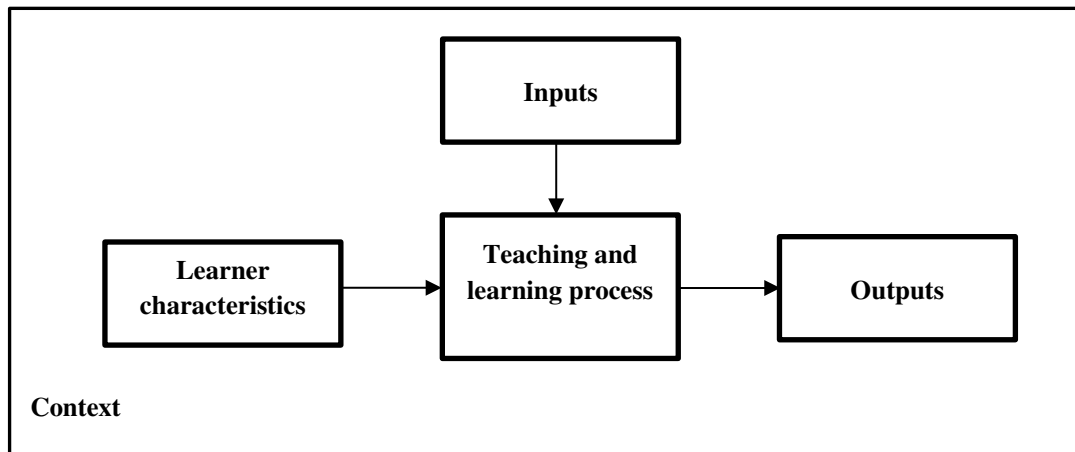 Inputs
Learner
characteristics
Teaching and
learning process
Outputs
Context